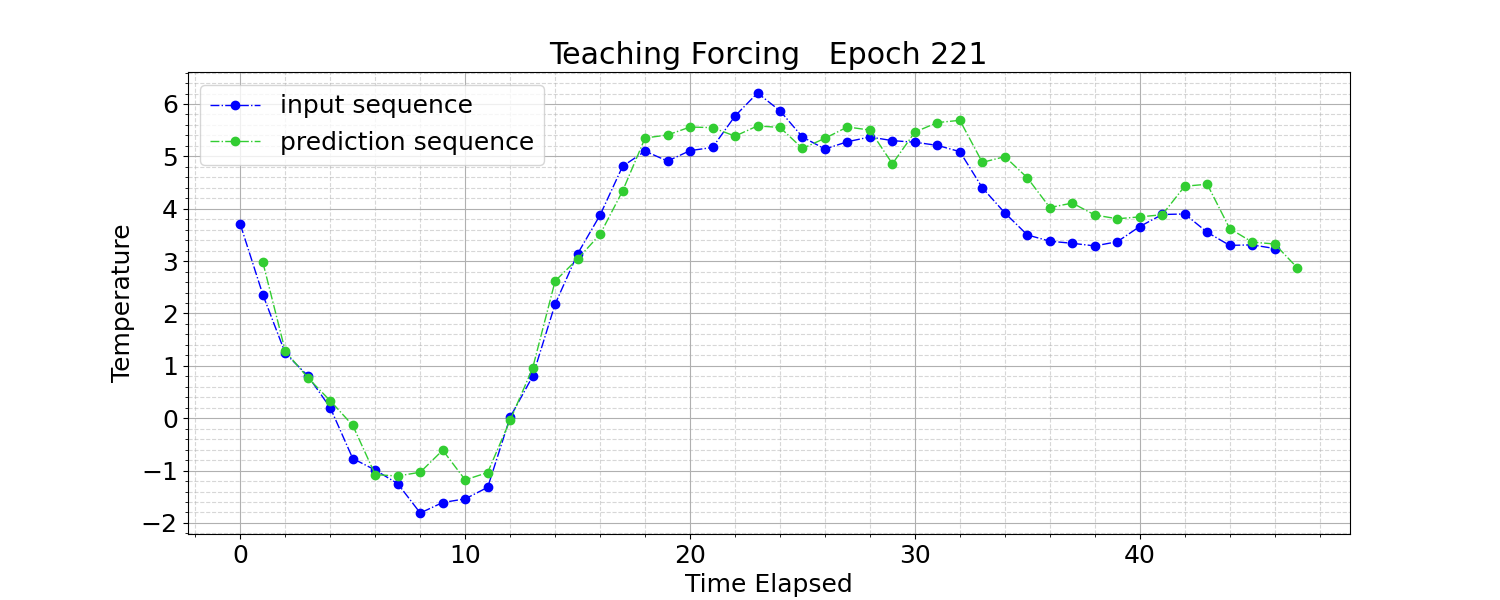 Teaching Forcing   Epoch 221
input sequence
prediction sequence
Temperature
6
5
4
3
2
1
0
−1
−2
0 10 20 30 40
Time Elapsed